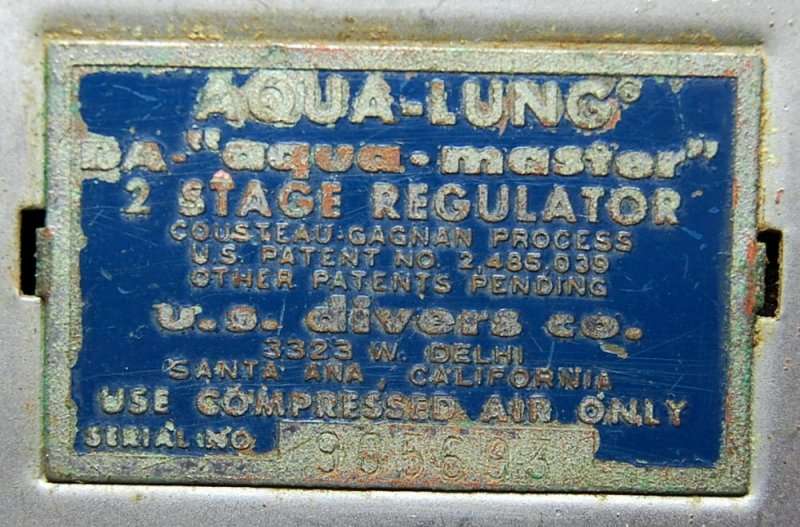 AQUA-LUNG®
DA-"aqua-master"
2 STAGE REGULATOR
COUSTEAU-GAGNAN PROCESS
U.S. PATENT NO. 2,485,039
OTHER PATENTS PENDING
u.s. divers co.
3323 W. DELHI
SANTA ANA, CALIFORNIA
USE COMPRESSED AIR ONLY
SERIAL NO. 965693